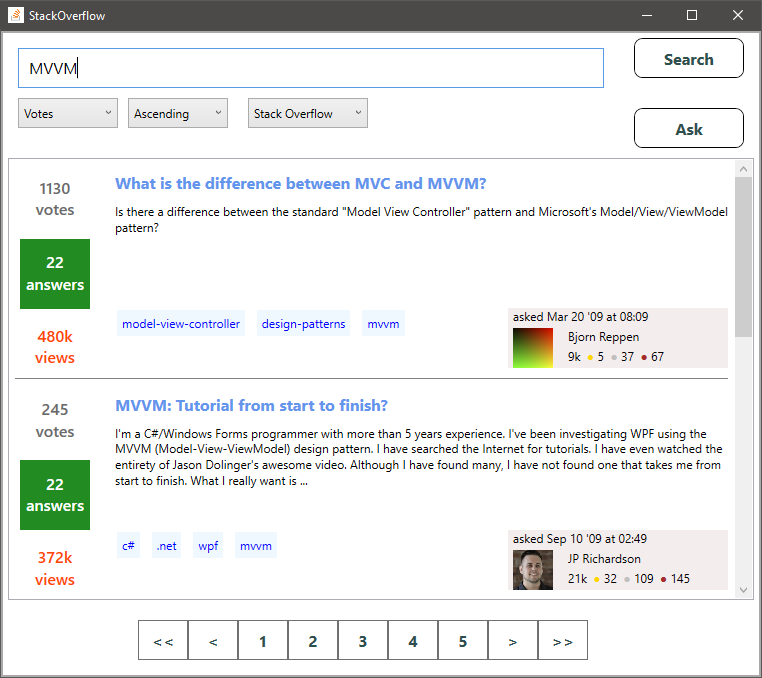 StackOverflow
MVVM
Search
Votes
Ascending
Stack Overflow
Ask
1130
votes
22
answers
480k
views
What is the difference between MVC and MVVM?
Is there a difference between the standard "Model View Controller" pattern and Microsoft's Model/View/ViewModel
pattern?
model-view-controller
design-patterns
mvvm
asked Mar 20 '09 at 08:09
Bjorn Reppen
9k 5 37 67
245
votes
22
answers
372k
views
MVVM: Tutorial from start to finish?
I'm a C#/Windows Forms programmer with more than 5 years experience. I've been investigating WPF using the
MVVM (Model-View-ViewModel) design pattern. I have searched the Internet for tutorials. I have even watched the
entirety of Jason Dolinger's awesome video. Although I have found many, I have not found one that takes me from
start to finish. What I really want is ...
c#
.net
wpf
mvvm
asked Sep 10 '09 at 02:49
JP Richardson
21k 32 109 145
<< < 1 2 3 4 5 > >>